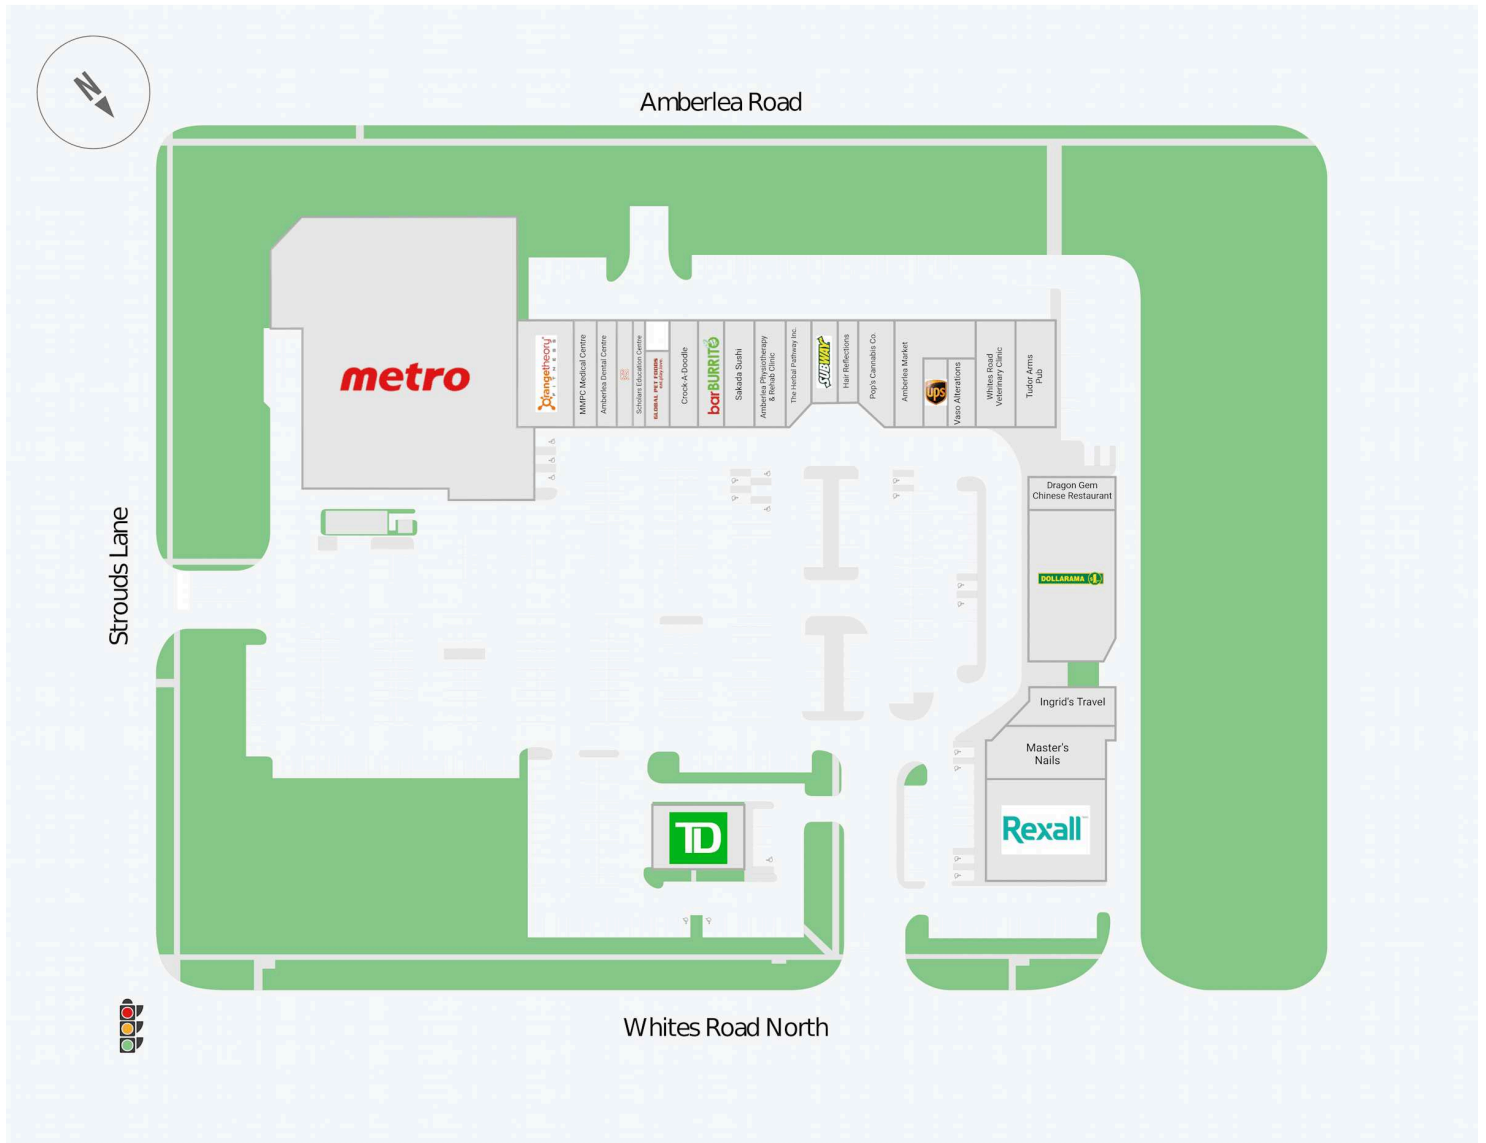 N
Amberlea Road
metro
Orangetheory
FITNESS
MMPC Medical Centre
Amberlea Dental Centre
Scholars Education Centre
GLOBAL PET FOODS
Crock-A-Doodle
barBURRITO
Sakada Sushi
Amberlea Physiotherapy
& Rehab Clinic
The Herbal Pathway Inc.
SUBWAY
Hair Reflections
Pop's Cannabis Co.
Amberlea Market
ups
Vaso Alterations
Whites Road
Veterinary Clinic
Tudor Arms
Pub
Dragon Gem
Chinese Restaurant
DOLLARAMA
Strouds Lane
Ingrid's Travel
Master's
Nails
TD
Rexall
Whites Road North